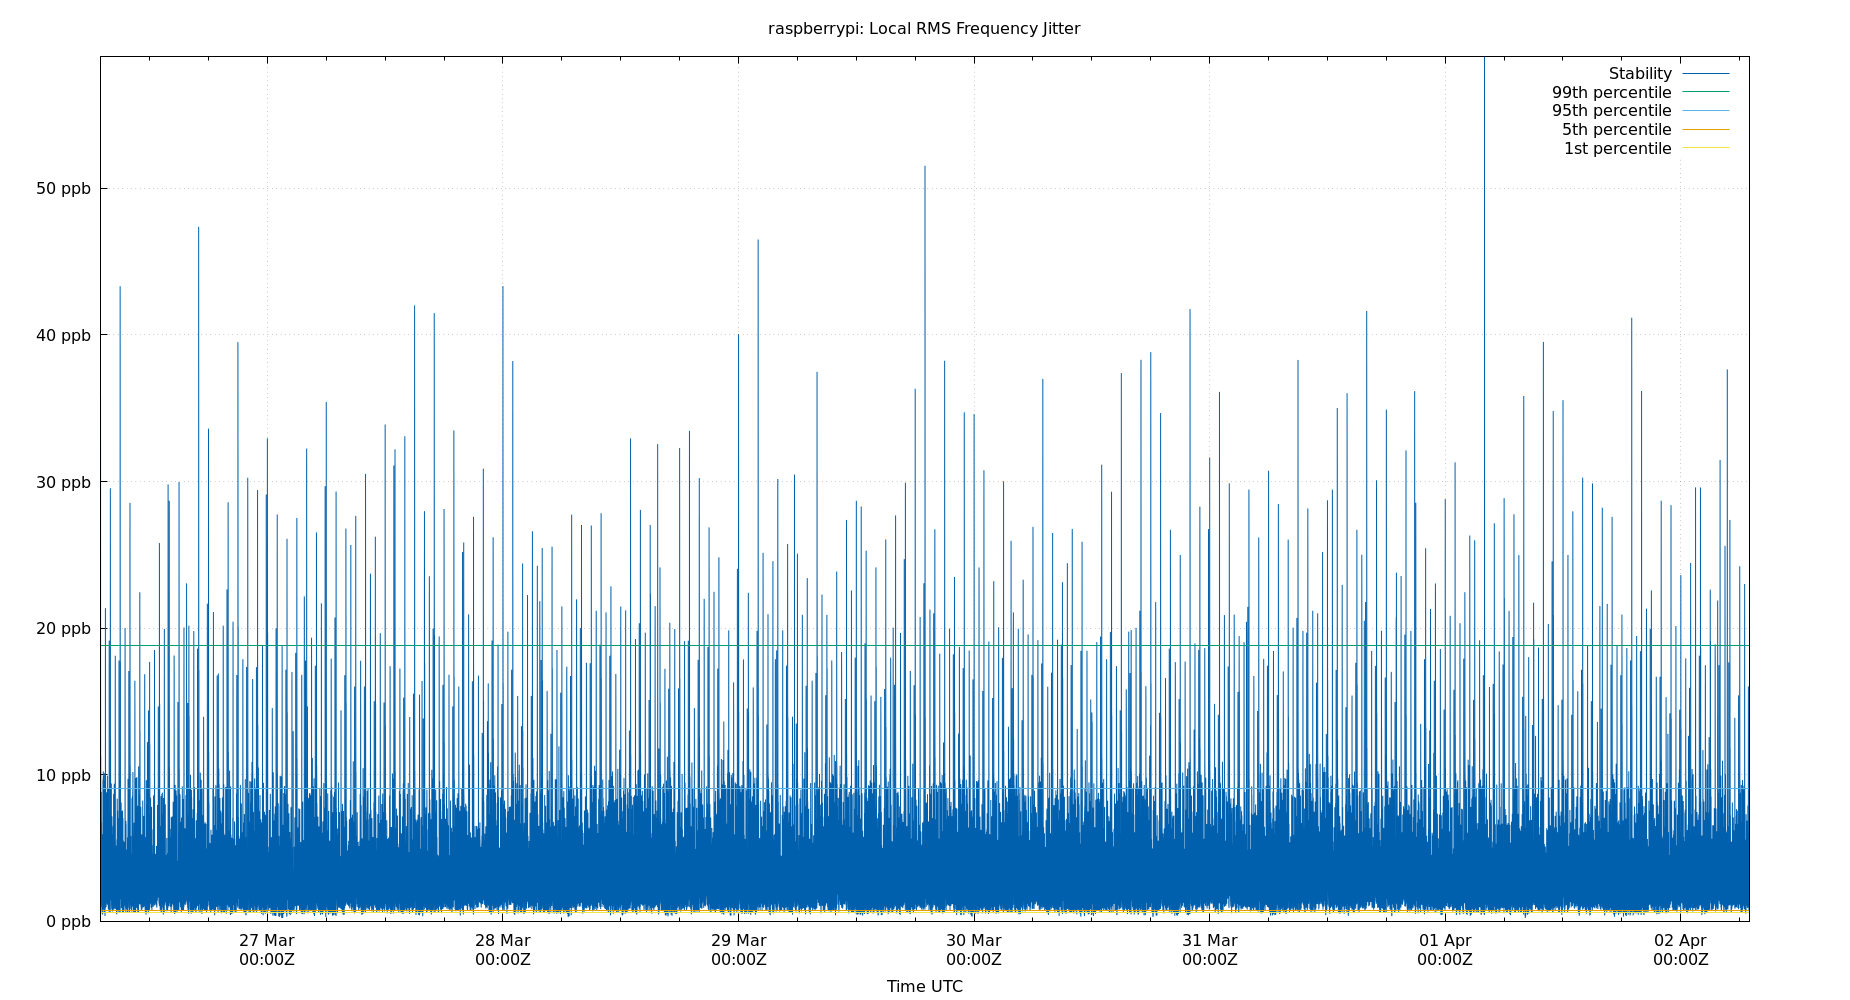 raspberrypi: Local RMS Frequency Jitter
Stability
99th percentile
95th percentile
5th percentile
1st percentile
50 ppb
40 ppb
30 ppb
20 ppb
10 ppb
0 ppb
27 Mar 28 Mar 29 Mar 30 Mar 31 Mar 01 Apr 02 Apr
00:00Z 00:00Z 00:00Z 00:00Z 00:00Z 00:00Z 00:00Z
Time UTC